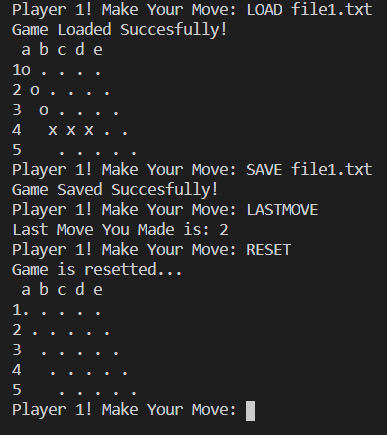 Player 1! Make Your Move: LOAD file1.txt
Game Loaded Succesfully!
 a b c d e
1o . . . .
2 o . . . .
3  o . . . .
4   x x x . .
5    . . . . .
Player 1! Make Your Move: SAVE file1.txt
Game Saved Succesfully!
Player 1! Make Your Move: LASTMOVE
Last Move You Made is: 2
Player 1! Make Your Move: RESET
Game is resetted...
 a b c d e
1. . . . .
2 . . . . .
3  . . . . .
4   . . . . .
5    . . . . .
Player 1! Make Your Move: